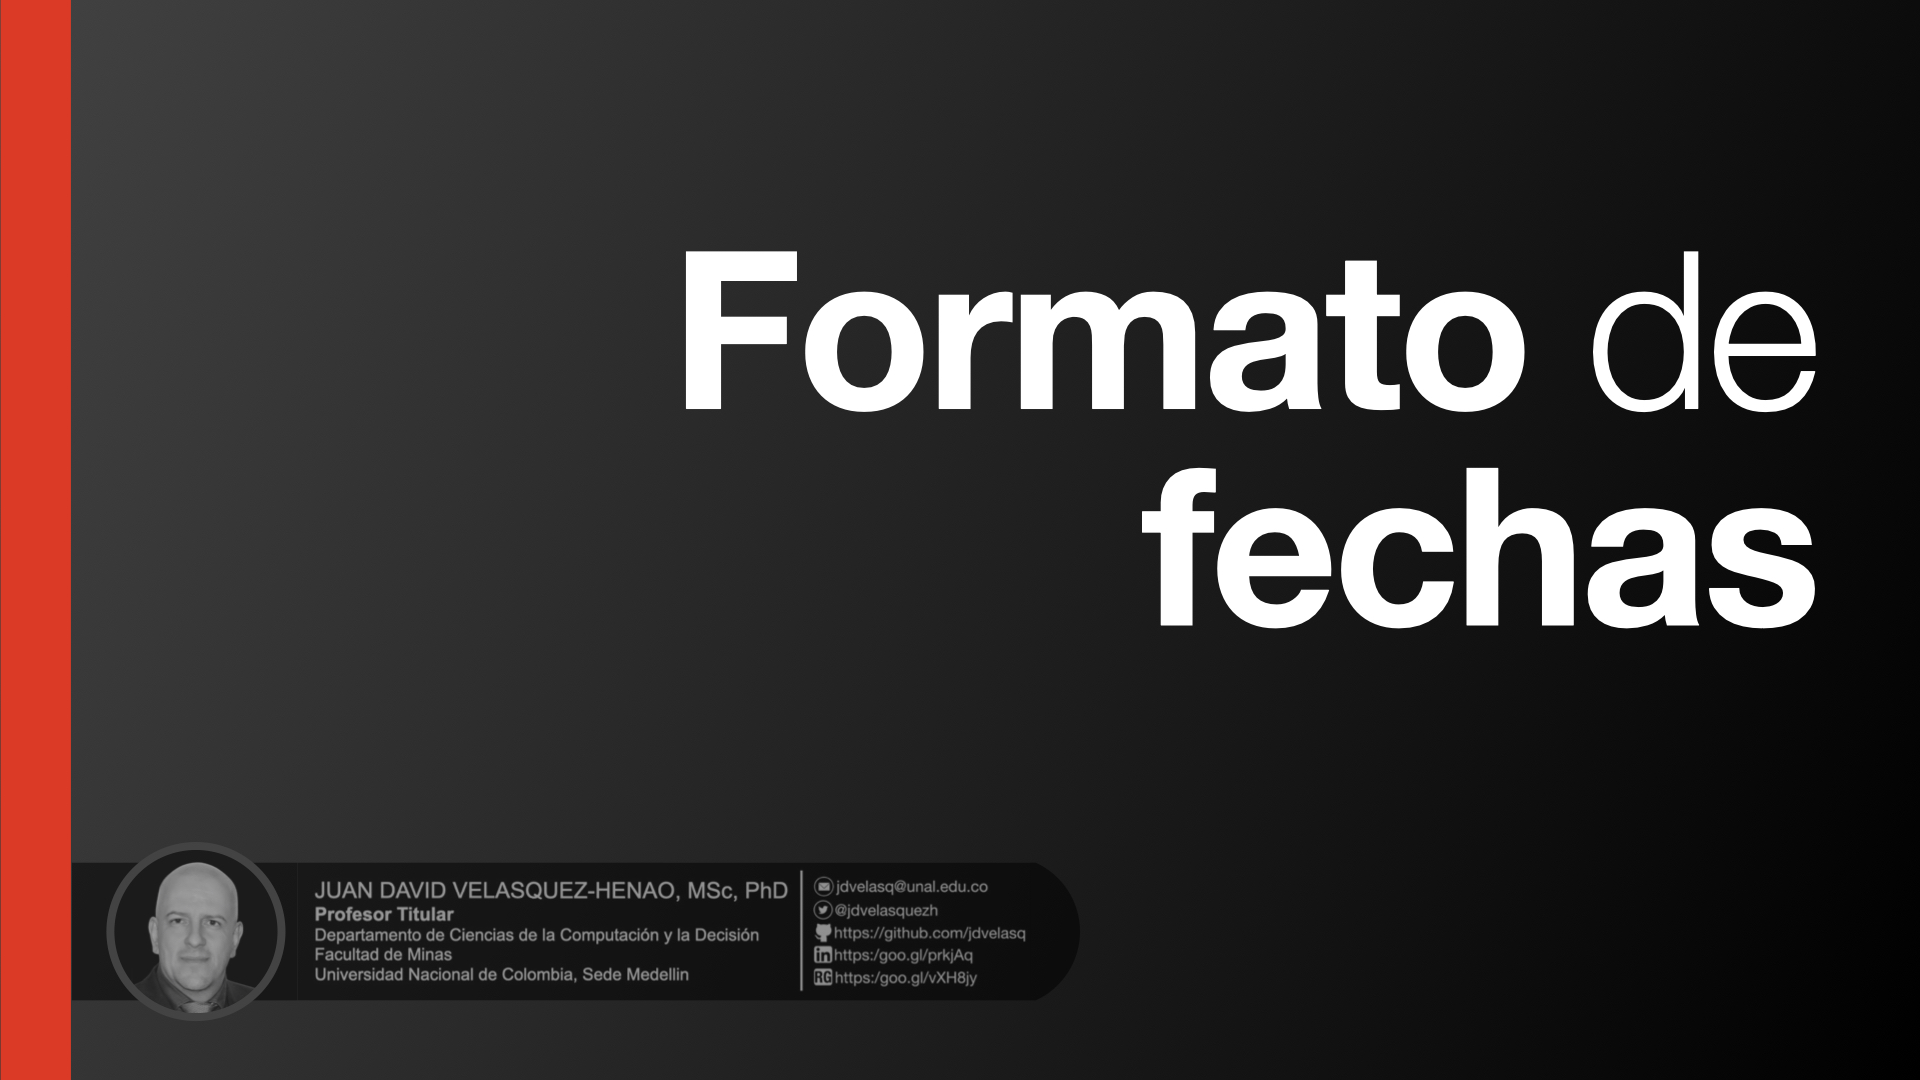 Formato de
fechas
JUAN DAVID VELASQUEZ-HENAO, MSc, PhD
Profesor Titular
Departamento de Ciencias de la Computación y la Decisión
Facultad de Minas
Universidad Nacional de Colombia, Sede Medellin
jdvelasq@unal.edu.co
@jdvelasquezh
https://github.com/jdvelasq
in https:/goo.gl/prkjAq
RG https:/goo.gl/vXH8jy